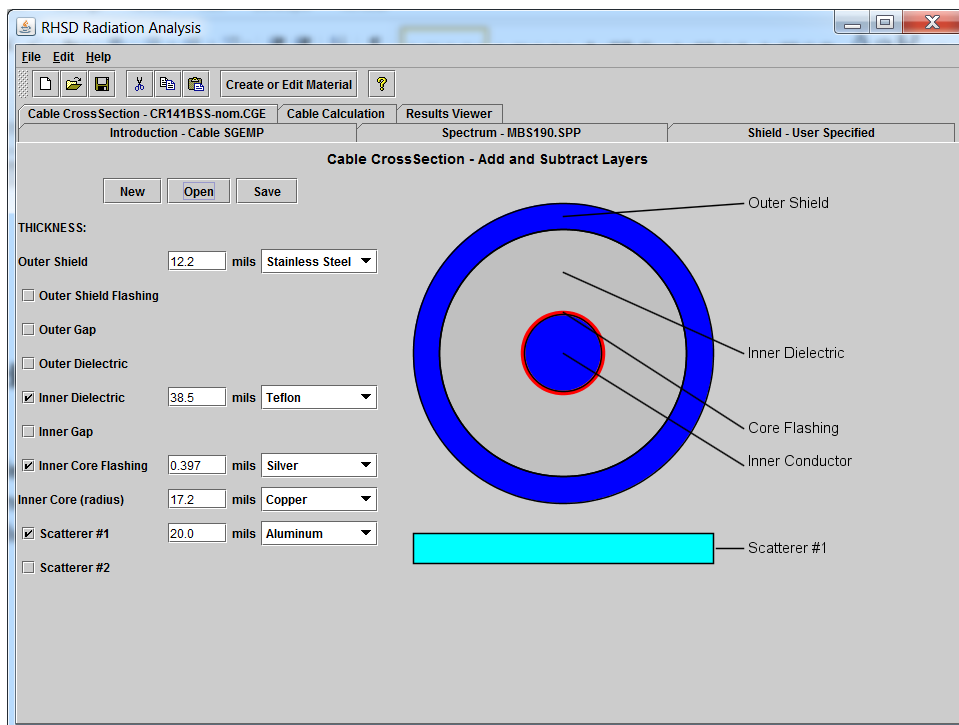 RHSD Radiation Analysis
File Edit Help
Create or Edit Material ?
Cable CrossSection - CR141BSS-nom.CGE Cable Calculation Results Viewer
Introduction - Cable SGEMP Spectrum - MBS190.SPP Shield - User Specified
Cable CrossSection - Add and Subtract Layers
New Open Save
THICKNESS:
Outer Shield 12.2 mils Stainless Steel
Outer Shield Flashing
Outer Gap
Outer Dielectric
Inner Dielectric 38.5 mils Teflon
Inner Gap
Inner Core Flashing 0.397 mils Silver
Inner Core (radius) 17.2 mils Copper
Scatterer #1 20.0 mils Aluminum
Scatterer #2
Outer Shield
Inner Dielectric
Core Flashing
Inner Conductor
Scatterer #1